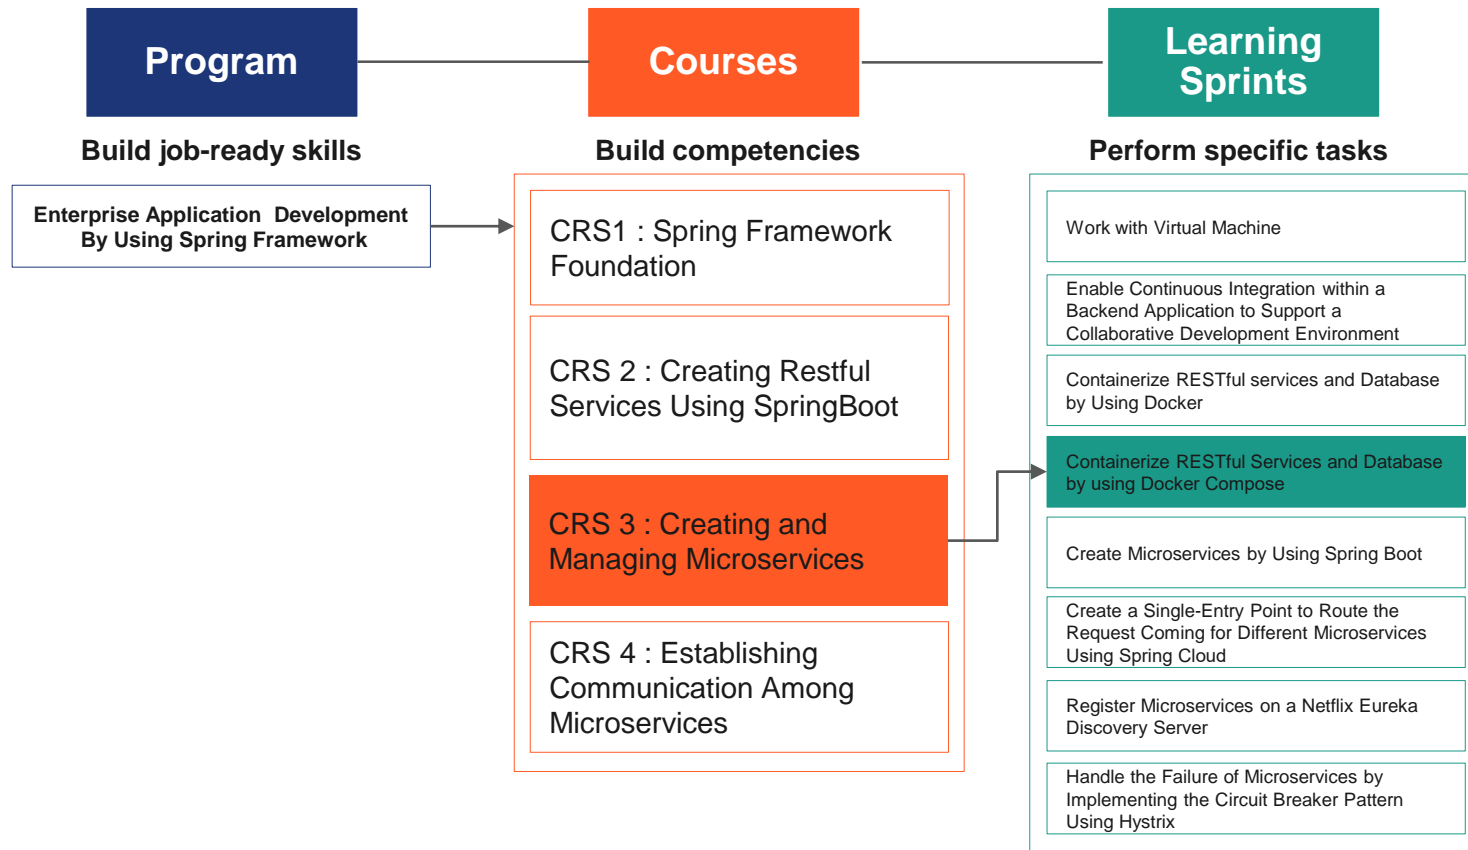 Program
Courses
Learning
Sprints
Build job-ready skills
Build competencies
Perform specific tasks
Enterprise Application Development
By Using Spring Framework
CRS1 : Spring Framework
Foundation
CRS 2 : Creating Restful
Services Using SpringBoot
CRS 3 : Creating and
Managing Microservices
CRS 4 : Establishing
Communication Among
Microservices
Work with Virtual Machine
Enable Continuous Integration within a
Backend Application to Support a
Collaborative Development Environment
Containerize RESTful services and Database
by Using Docker
Containerize RESTful Services and Database
by using Docker Compose
Create Microservices by Using Spring Boot
Create a Single-Entry Point to Route the
Request Coming for Different Microservices
Using Spring Cloud
Register Microservices on a Netflix Eureka
Discovery Server
Handle the Failure of Microservices by
Implementing the Circuit Breaker Pattern
Using Hystrix